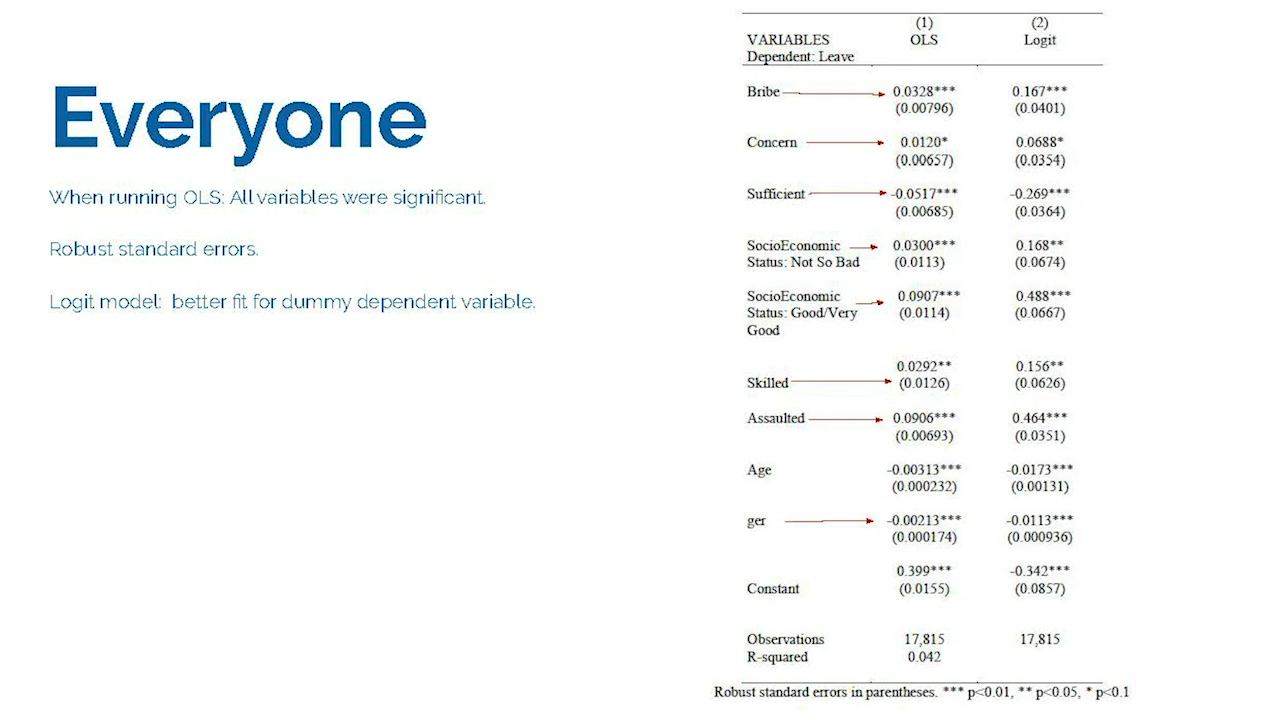 Everyone
When running OLS: All variables were significant.
Robust standard errors.
Logit model: better fit for dummy dependent variable.
(1) (2)
VARIABLES OLS Logit
Dependent: Leave
Bribe 0.0328*** 0.167***
(0.00796) (0.0401)
Concern 0.0120* 0.0688*
(0.00657) (0.0354)
Sufficient -0.0517*** -0.269***
(0.00685) (0.0364)
SocioEconomic 0.0300*** 0.168**
Status: Not So Bad (0.0113) (0.0674)
SocioEconomic 0.0907*** 0.488***
Status: Good/Very (0.0114) (0.0667)
Good
0.0292** 0.156**
Skilled (0.0126) (0.0626)
Assaulted 0.0906*** 0.464***
(0.00693) (0.0351)
Age -0.00313*** -0.0173***
(0.000232) (0.00131)
ger -0.00213*** -0.0113***
(0.000174) (0.000936)
0.399*** -0.342***
Constant (0.0155) (0.0857)
Observations 17,815 17,815
R-squared 0.042
Robust standard errors in parentheses. *** p<0.01, ** p<0.05, * p<0.1